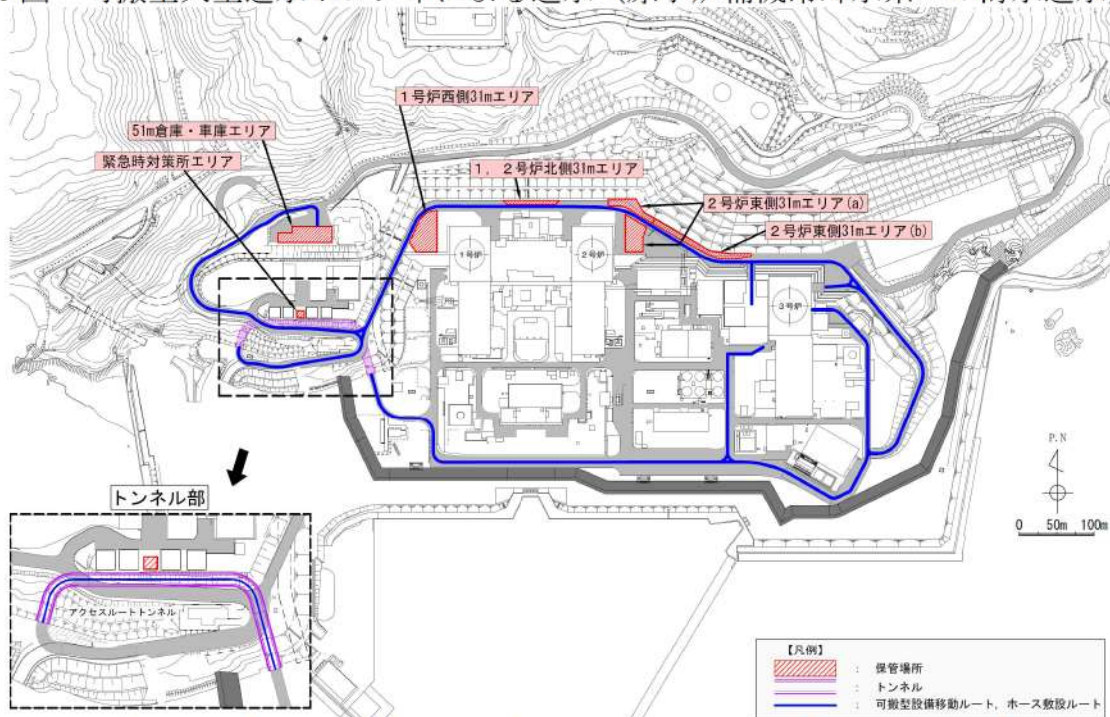 1号炉西側31mエリア
51m倉庫・車庫エリア
1，2号炉北側31mエリア
緊急時対策所エリア
2号炉東側31mエリア(a)
2号炉東側31mエリア(b)
1号炉
2号炉
3号炉
P.N
トンネル部
0 50m 100m
アクセスルートトンネル
【凡例】
： 保管場所
： トンネル
： 可搬型設備移動ルート，ホース敷設ルート